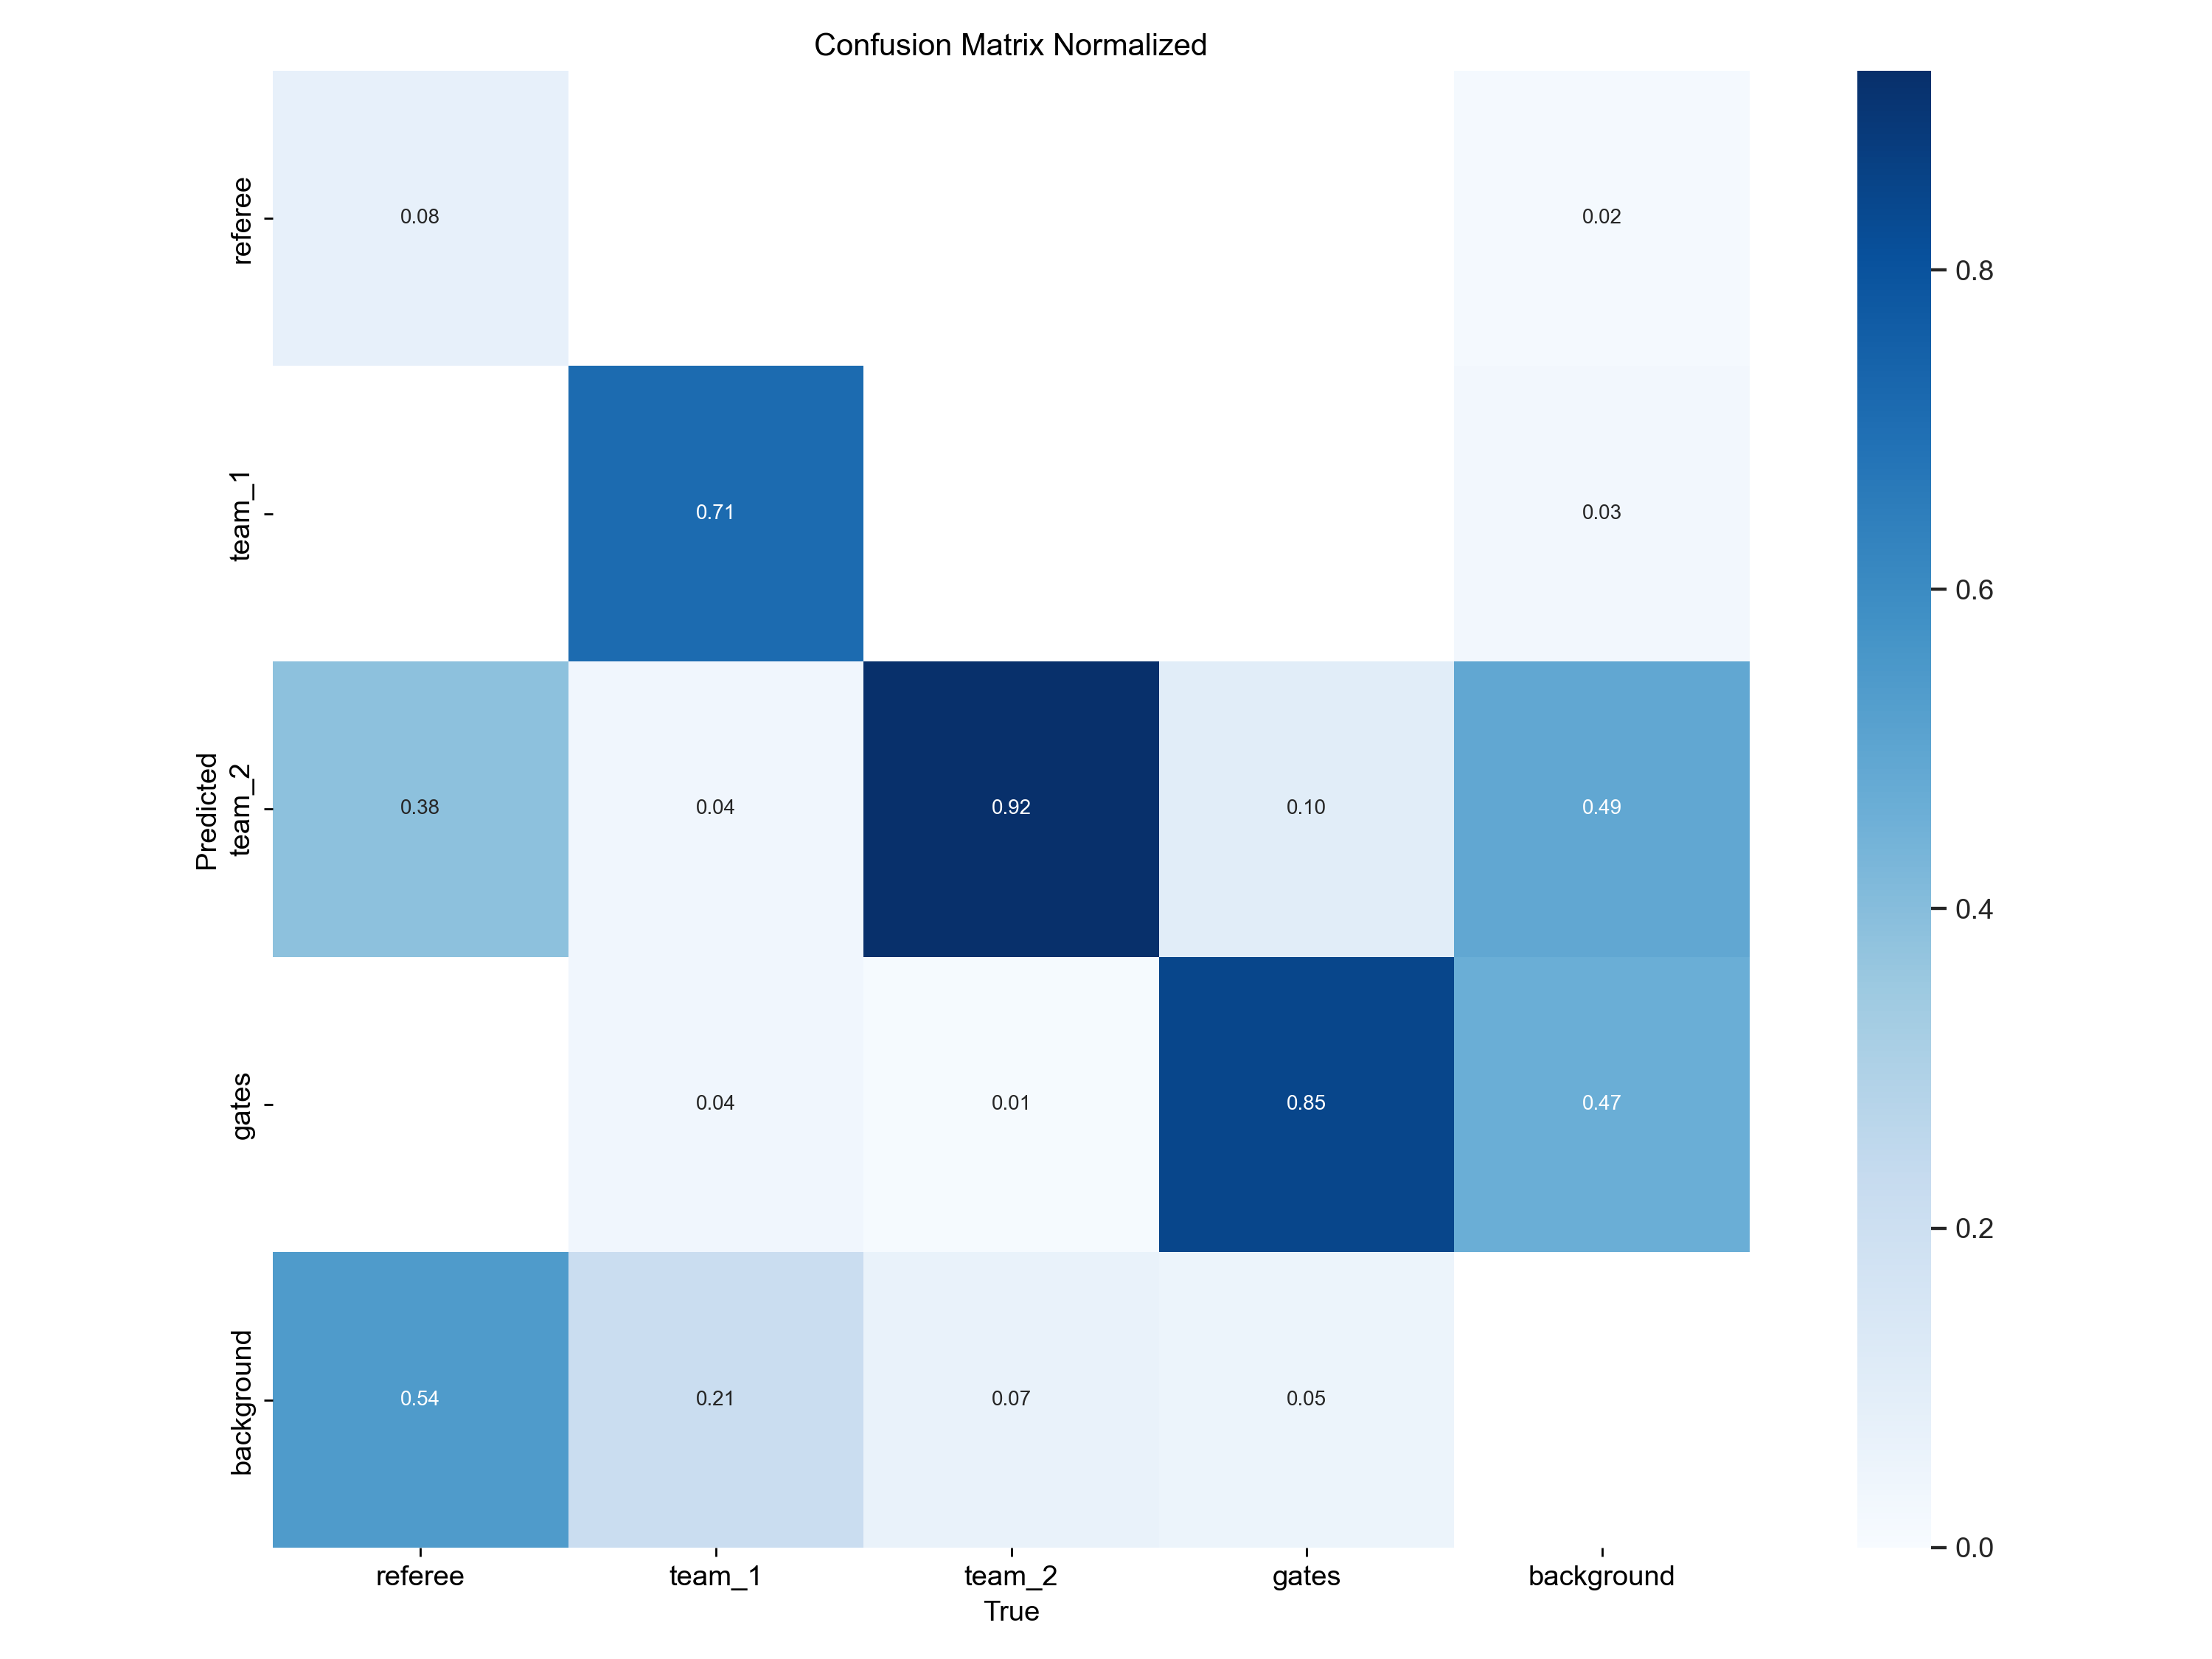 Confusion Matrix Normalized
referee
0.08
0.02
0.8
team_1
0.71
0.03
0.6
Predicted
team_2
0.38
0.04
0.92
0.10
0.49
0.4
gates
0.04
0.01
0.85
0.47
0.2
background
0.54
0.21
0.07
0.05
0.0
referee
team_1
team_2
gates
background
True